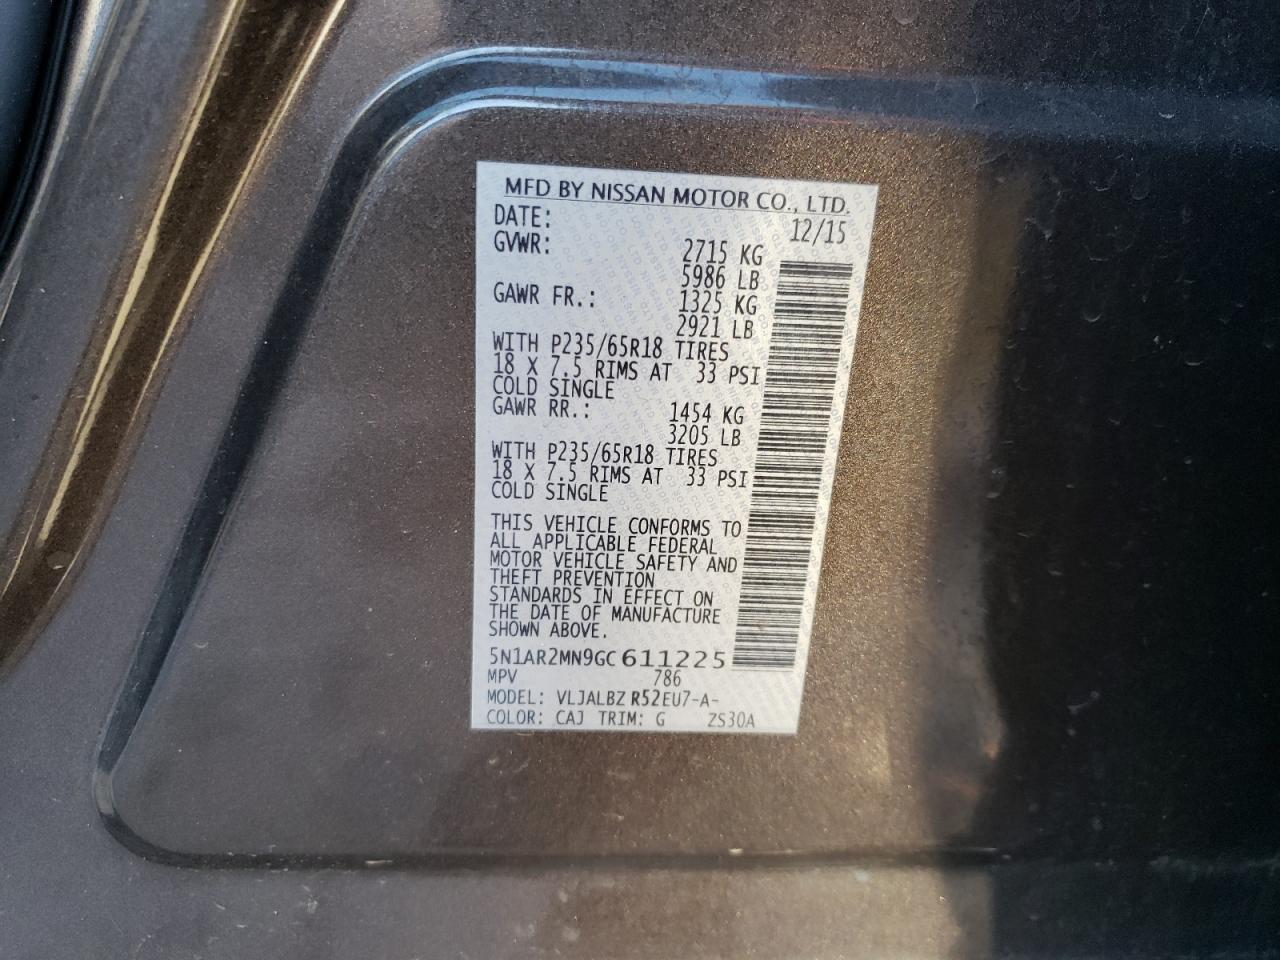 MFD BY NISSAN MOTOR CO., LTD.
DATE: 12/15
GVWR: 2715 KG
5986 LB
GAWR FR.: 1325 KG
2921 LB
WITH P235/65R18 TIRES
18 X 7.5 RIMS AT 33 PSI
COLD SINGLE
GAWR RR.: 1454 KG
3205 LB
WITH P235/65R18 TIRES
18 X 7.5 RIMS AT 33 PSI
COLD SINGLE
THIS VEHICLE CONFORMS TO
ALL APPLICABLE FEDERAL
MOTOR VEHICLE SAFETY AND
THEFT PREVENTION
STANDARDS IN EFFECT ON
THE DATE OF MANUFACTURE
SHOWN ABOVE.
5N1AR2MN9GC611225
MPV 786
MODEL: VLJALBZ R52EU7-A-
COLOR: CAJ TRIM: G ZS30A